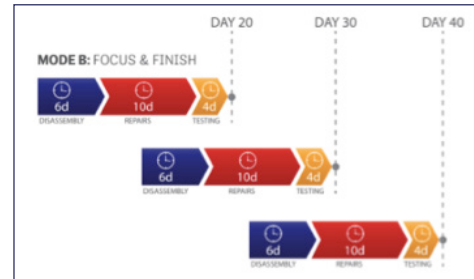 DAY 20 DAY 30 DAY 40
MODE B: FOCUS & FINISH
6d 10d 4d
DISASSEMBLY REPAIRS TESTING
6d 10d 4d
DISASSEMBLY REPAIRS TESTING
6d 10d 4d
DISASSEMBLY REPAIRS TESTING